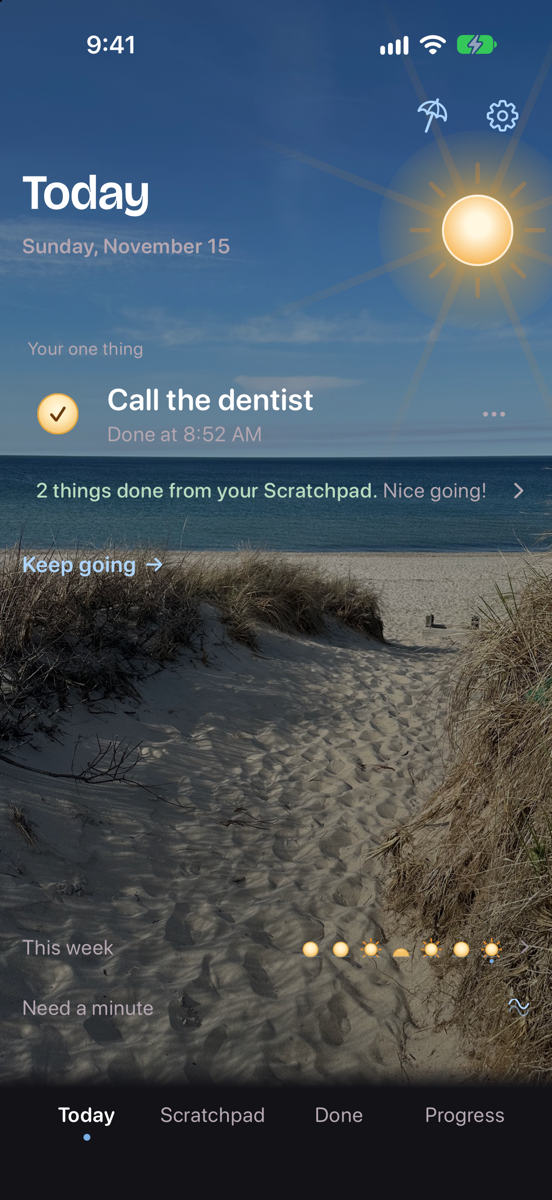 9:41
Today
Sunday, November 15
Your one thing
Call the dentist
Done at 8:52 AM
2 things done from your Scratchpad. Nice going!
Keep going →
This week
Need a minute
Today Scratchpad Done Progress